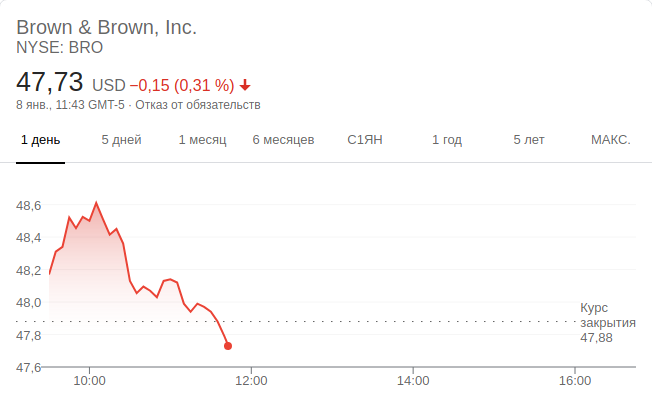 Brown & Brown, Inc.
NYSE: BRO
47,73 USD −0,15 (0,31 %)
8 янв., 11:43 GMT-5 · Отказ от обязательств
1 день 5 дней 1 месяц 6 месяцев С1ЯН 1 год 5 лет МАКС.
48,6
48,4
48,2
48,0
Курс
закрытия
47,88
47,8
47,6
10:00 12:00 14:00 16:00